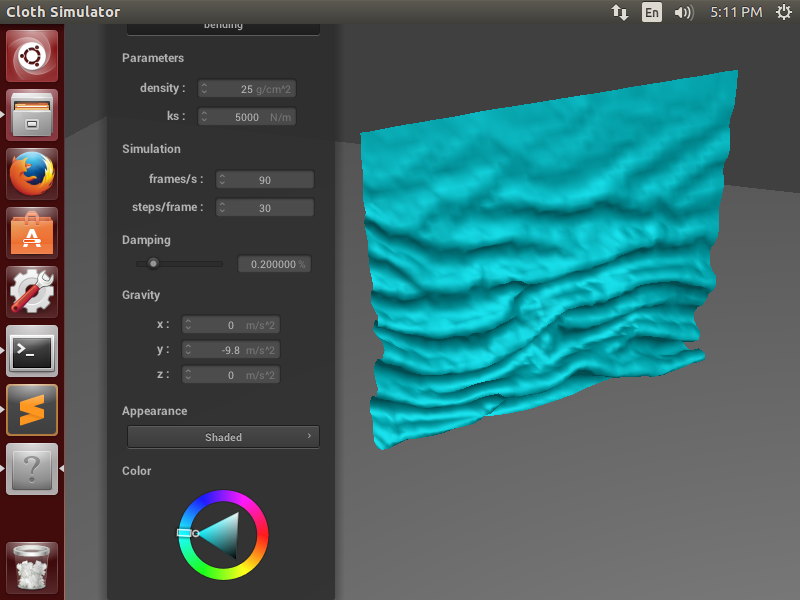 Cloth Simulator
En
5:11 PM
bending
Parameters
density : 25 g/cm^2
ks : 5000 N/m
Simulation
frames/s : 90
steps/frame : 30
Damping
0.200000 %
Gravity
x : 0 m/s^2
y : -9.8 m/s^2
z : 0 m/s^2
Appearance
Shaded
Color